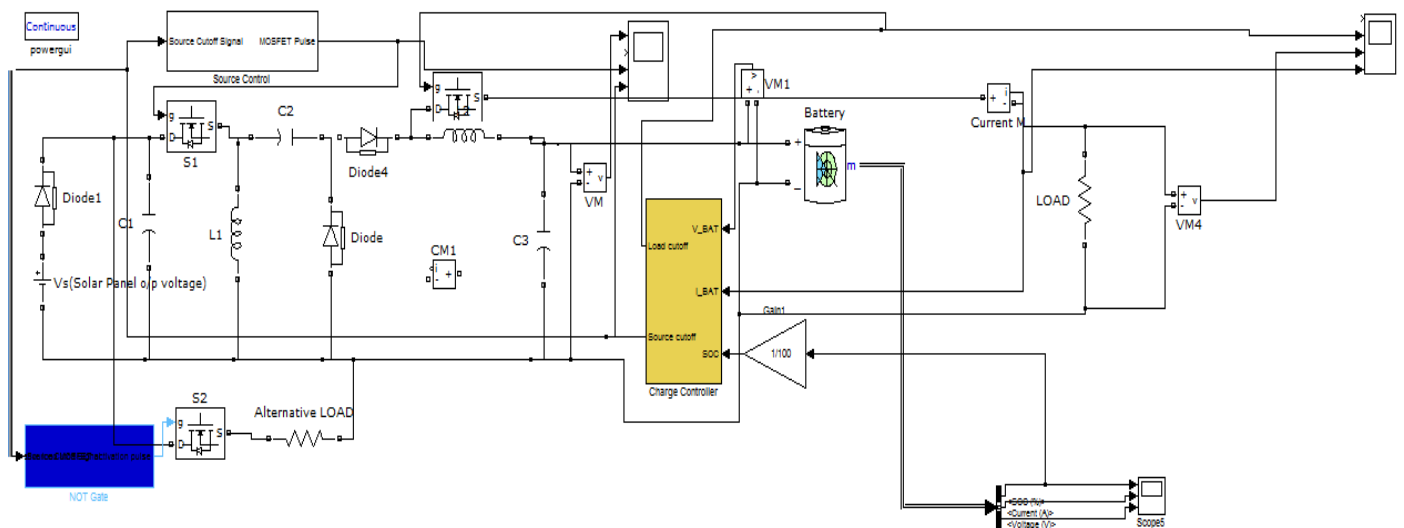 Continuous
powergui
Source Cutoff Signal
MOSFET Pulse
Source Control
g
D
S
S1
C2
Diode4
g
D
S
VM1
+ -
Battery
+
-
m
i
+
-
Current M
Diode1
C1
L1
Diode
CM1
i
-
+
C3
+
-
v
VM
LOAD
+
-
v
VM4
Vs(Solar Panel o/p voltage)
V_BAT
Load cutoff
I_BAT
Gain1
Source cutoff
SOC
1/100
Charge Controller
S2
g
D
S
Alternative LOAD
NOT Gate
<SOC (%)>
<Current (A)>
<Voltage (V)>
Scope5